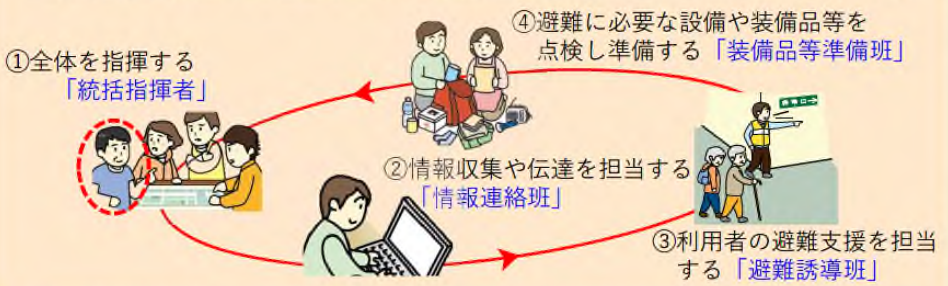 ①全体を指揮する
「統括指揮者」
②情報収集や伝達を担当する
「情報連絡班」
③利用者の避難支援を担当
する「避難誘導班」
④避難に必要な設備や装備品等を
点検し準備する「装備品等準備班」